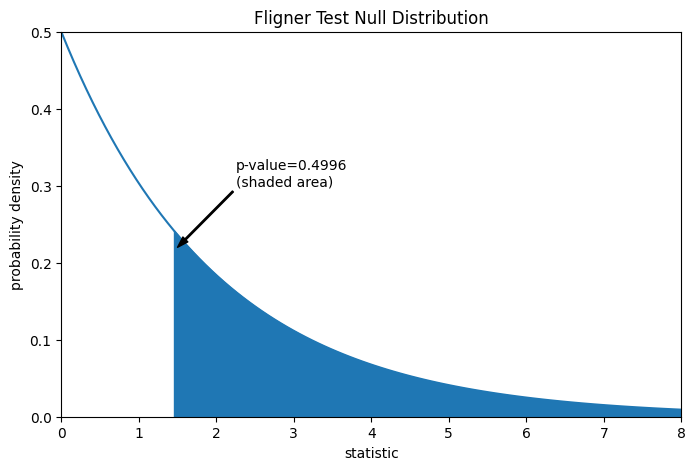 Fligner Test Null Distribution
0.5
0.4
0.3
0.2
0.1
0.0
probability density
p-value=0.4996
(shaded area)
0 1 2 3 4 5 6 7 8
statistic